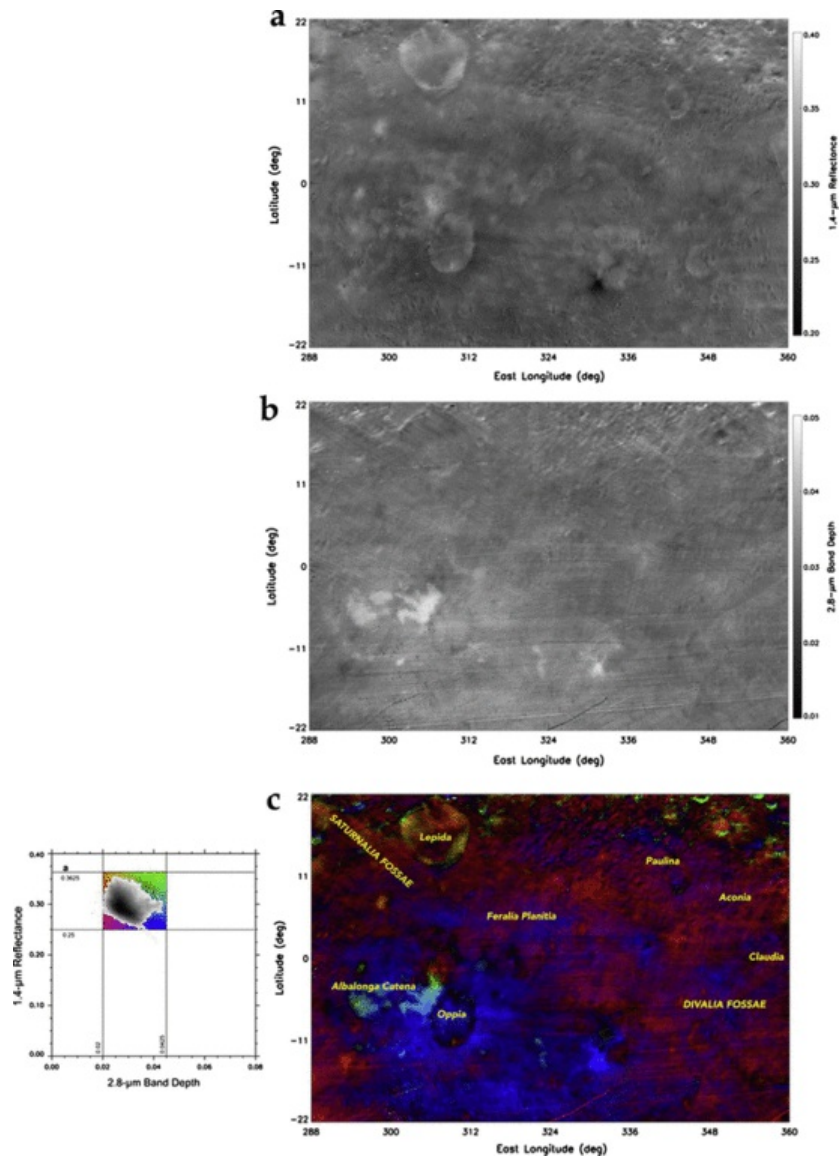 a
22
11
0
−11
−22
Latitude (deg)
288
300
312
324
336
348
360
East Longitude (deg)
0.40
0.35
0.30
0.25
0.20
1.4−μm Reflectance
b
22
11
0
−11
−22
Latitude (deg)
288
300
312
324
336
348
360
East Longitude (deg)
0.05
0.04
0.03
0.02
0.01
2.8−μm Band Depth
a
0.40
0.30
0.20
0.10
0.00
0.3625
0.25
0.02
0.0425
1.4-μm Reflectance
0.00
0.02
0.04
0.06
0.08
2.8-μm Band Depth
c
22
11
0
−11
−22
Latitude (deg)
SATURNALIA FOSSAE
Lepida
Paulina
Aconia
Feralia Planitia
Claudia
Albalonga Catena
DIVALIA FOSSAE
Oppia
288
300
312
324
336
348
360
East Longitude (deg)